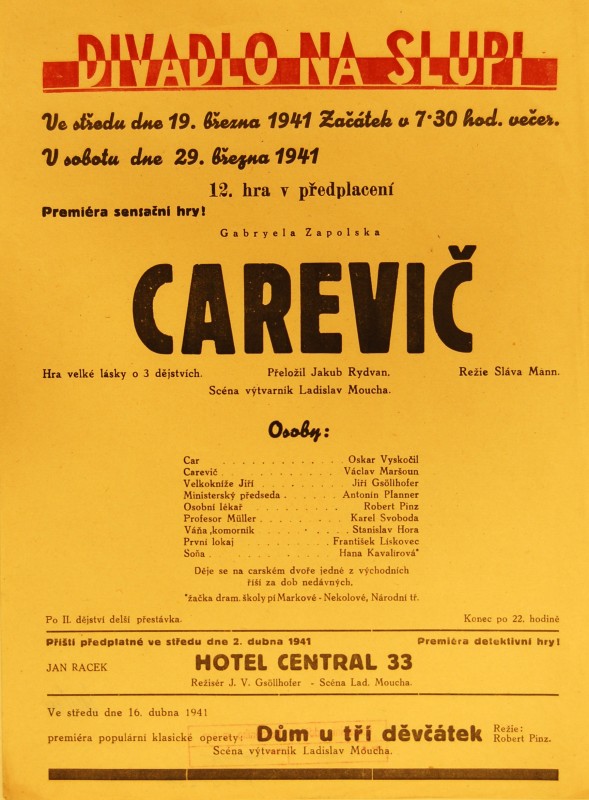 DIVADLO NA SLUPI
Ve středu dne 19. března 1941 Začátek v 7·30 hod. večer.
V sobotu dne 29. března 1941
12. hra v předplacení
Premiéra sensační hry!
Gabryela Zapolska
CAREVIČ
Hra velké lásky o 3 dějstvích. Přeložil Jakub Rydvan. Režie Sláva Mann.
Scéna výtvarník Ladislav Moucha.
Osoby:
Car . . . . . . . . . . . . Oskar Vyskočil
Carevič . . . . . . . . . . . Václav Maršoun
Velkokníže Jiří . . . . . . . . Jiří Gsöllhofer
Ministerský předseda . . . . . . Antonín Planner
Osobní lékař . . . . . . . . . Robert Pinz
Profesor Müller . . . . . . . . Karel Svoboda
Váňa ,komorník . . . . . . . Stanislav Hora
První lokaj . . . . . . . . František Lískovec
Soňa . . . . . . . . . . . Hana Kavalírová*
Děje se na carském dvoře jedné z východních
říší za dob nedávných,
*žačka dram. školy pí Markové - Nekolové, Národní tř.
Po II. dějství delší přestávka. Konec po 22. hodině
Příští předplatné ve středu dne 2. dubna 1941 Premiéra detektivní hry!
JAN RACEK HOTEL CENTRAL 33
Režisér J. V. Gsöllhofer - Scéna Lad. Moucha.
Ve středu dne 16. dubna 1941
premiéra populární klasické operety: Dům u tří děvčátek Režie:
Robert Pinz.
Scéna výtvarník Ladislav Moucha.